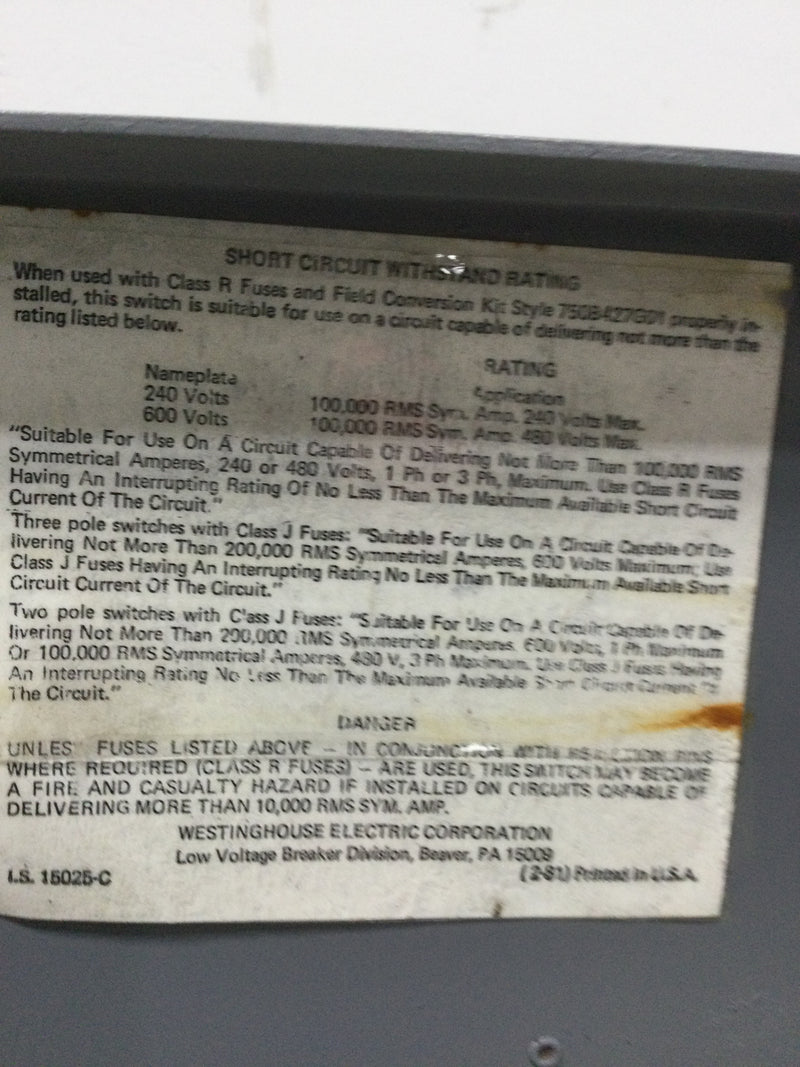 SHORT CIRCUIT WITHSTAND RATING
When used with Class R Fuses and Field Conversion Kit Style properly in-
stalled, this switch is suitable for use on a circuit capable of delivering not more than the
rating listed below.
RATING
Nameplate Application
240 Volts 100,000 RMS Sym. Amp. 240 Volts Max.
600 Volts 100,000 RMS Sym. Amp. 480 Volts Max.
"Suitable For Use On A Circuit Capable Of Delivering Not More Than 100,000 RMS
Symmetrical Amperes, 240 or 480 Volts, 1 Ph or 3 Ph, Maximum. Use Class R Fuses
Having An Interrupting Rating Of No Less Than The Maximum Available Short Circuit
Current Of The Circuit."
Three pole switches with Class J Fuses: "Suitable For Use On A Circuit Capable Of De-
livering Not More Than 200,000 RMS Symmetrical Amperes, 600 Volts Maximum; Use
Class J Fuses Having An Interrupting Rating No Less Than The Maximum Available Short
Circuit Current Of The Circuit."
Two pole switches with Class J Fuses: "Suitable For Use On A Circuit Capable Of De-
livering Not More Than 200,000 RMS Symmetrical Amperes, 600 Volts, 1 Ph Maximum
Or 100,000 RMS Symmetrical Amperes, 480 V, 3 Ph Maximum. Use Class J Fuses Having
An Interrupting Rating No Less Than The Maximum Available Short Circuit Current Of
The Circuit."
DANGER
UNLES FUSES LISTED ABOVE – IN CONJUNCTION WITH REJECTION PINS
WHERE REQUIRED (CLASS R FUSES) – ARE USED, THIS SWITCH MAY BECOME
A FIRE AND CASUALTY HAZARD IF INSTALLED ON CIRCUITS CAPABLE OF
DELIVERING MORE THAN 10,000 RMS SYM. AMP.
WESTINGHOUSE ELECTRIC CORPORATION
Low Voltage Breaker Division, Beaver, PA 15009
I.S. 15025-C (2-81) Printed in U.S.A.